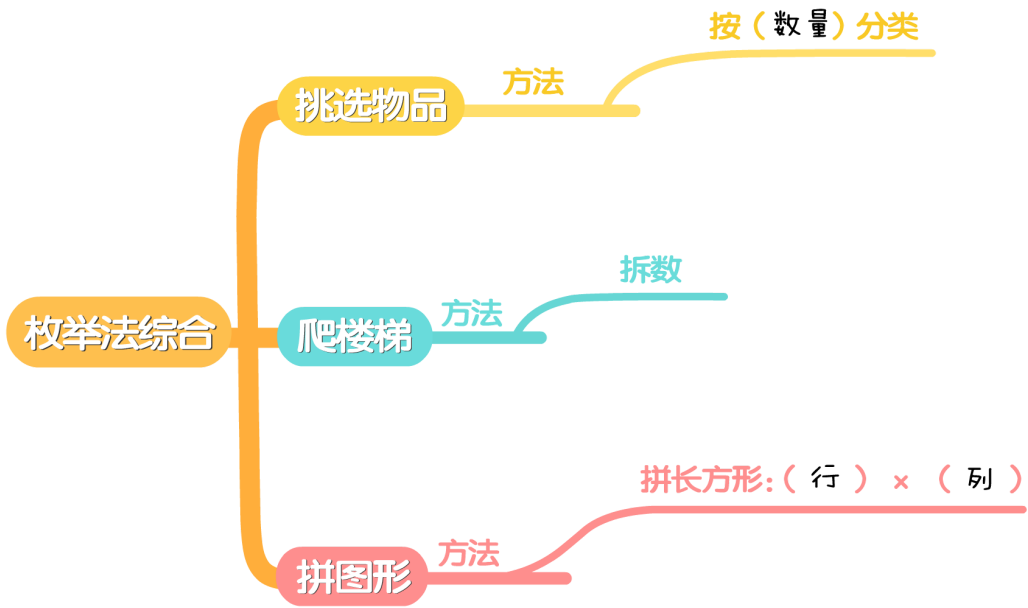 枚举法综合
挑选物品
方法
按（数量）分类
爬楼梯
方法
拆数
拼图形
方法
拼长方形：（行）×（列）